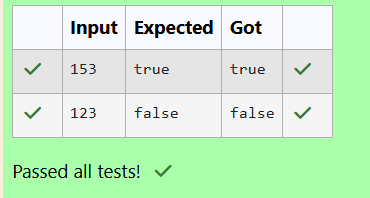 Input Expected Got
153 true true
123 false false
Passed all tests!